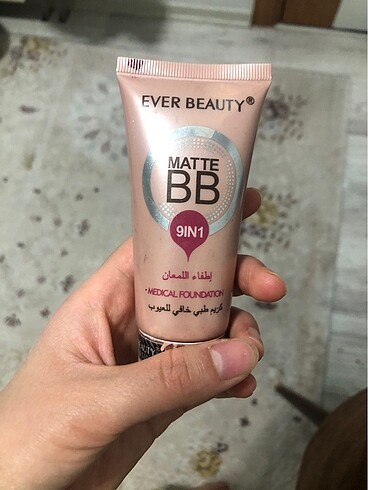 EVER BEAUTY®
MATTE
BB
9IN1
إطفاء اللمعان
MEDICAL FOUNDATION
كريم طبي خافي للعيوب